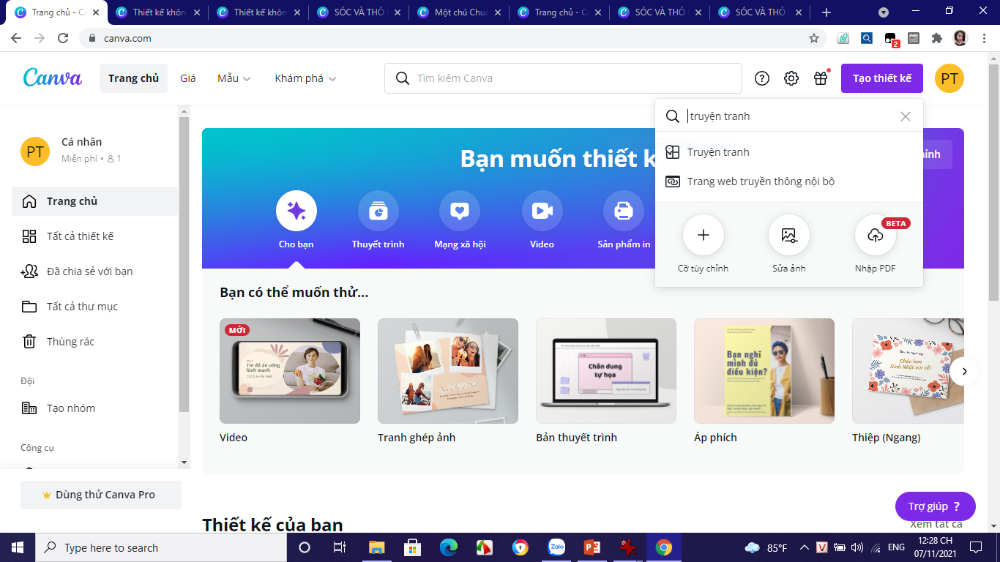 Trang chủ - Ca
Thiết kế khôn
Thiết kế khôn
SÓC VÀ THỎ
Một chú Chuộ
Trang chủ - Ca
SÓC VÀ THỎ
SÓC VÀ THỎ
canva.com
2
Canva
Trang chủ
Giá
Mẫu
Khám phá
Tìm kiếm Canva
Tạo thiết kế
PT
truyện tranh
Truyện tranh
Trang web truyền thông nội bộ
Cỡ tùy chỉnh
Sửa ảnh
BETA
Nhập PDF
PT
Cá nhân
Miễn phí • 1
Trang chủ
Tất cả thiết kế
Đã chia sẻ với bạn
Tất cả thư mục
Thùng rác
Đội
Tạo nhóm
Công cụ
Dùng thử Canva Pro
Bạn muốn thiết k
ỉnh
Cho bạn
Thuyết trình
Mạng xã hội
Video
Sản phẩm in
Bạn có thể muốn thử...
MỚI
Tin đồ ăn uống
lành mạnh
Chân dung
tự họa
Bạn nghĩ
mình đủ
điều kiện?
Chúc bạn
Sinh Nhật vui vẻ!
Video
Tranh ghép ảnh
Bản thuyết trình
Áp phích
Thiệp (Ngang)
Thiết kế của bạn
Trợ giúp ?
Xem tất cả
Type here to search
Zalo
85°F
V
ENG
12:28 CH
07/11/2021